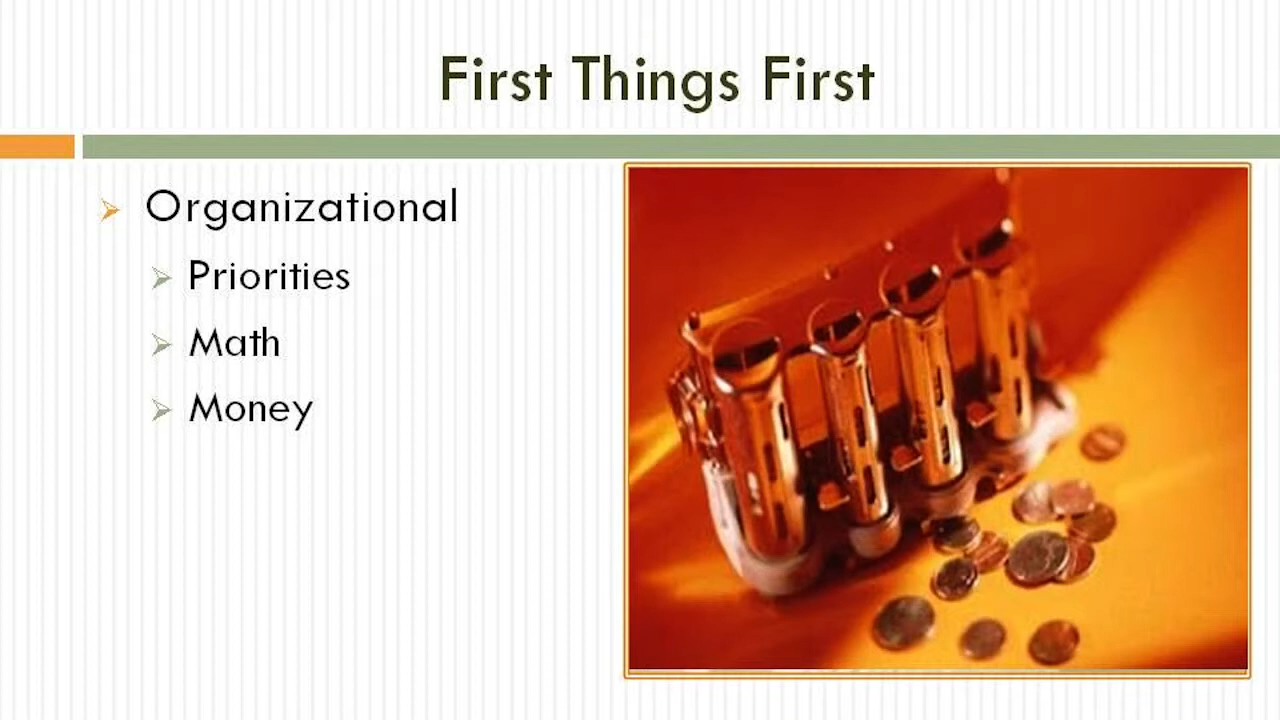 First Things First
Organizational
Priorities
Math
Money